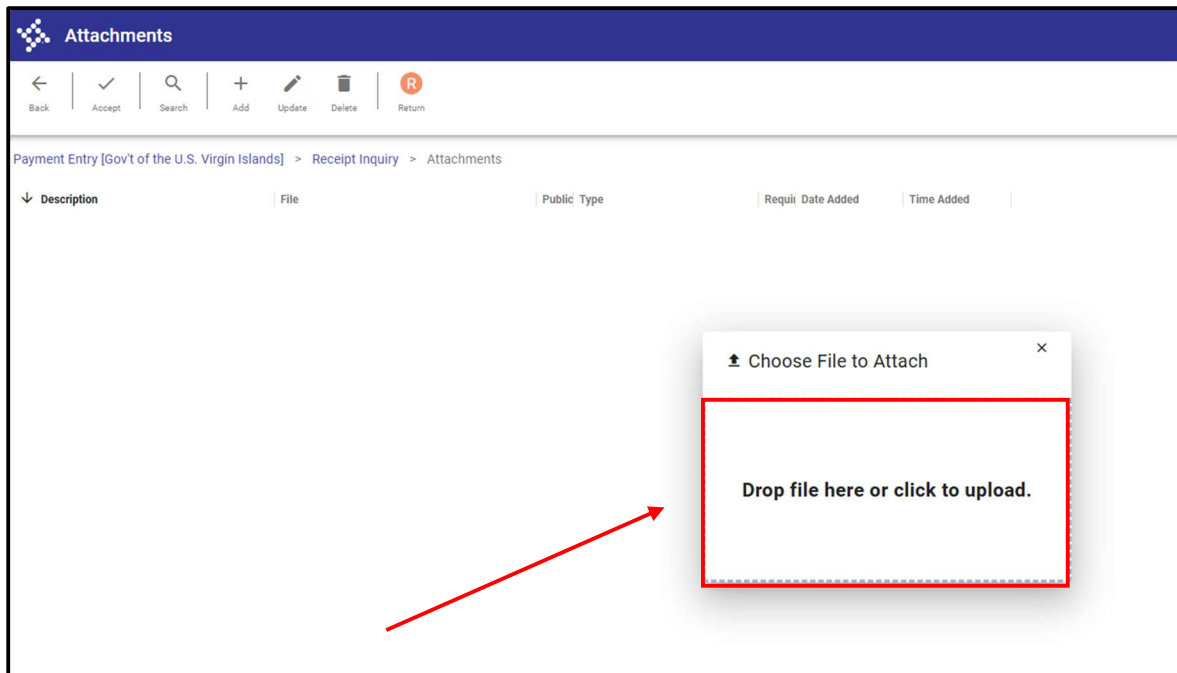 Attachments
Back Accept Search Add Update Delete R Return
Payment Entry [Gov't of the U.S. Virgin Islands] > Receipt Inquiry > Attachments
Description File Public Type Requi Date Added Time Added
Choose File to Attach ×
Drop file here or click to upload.